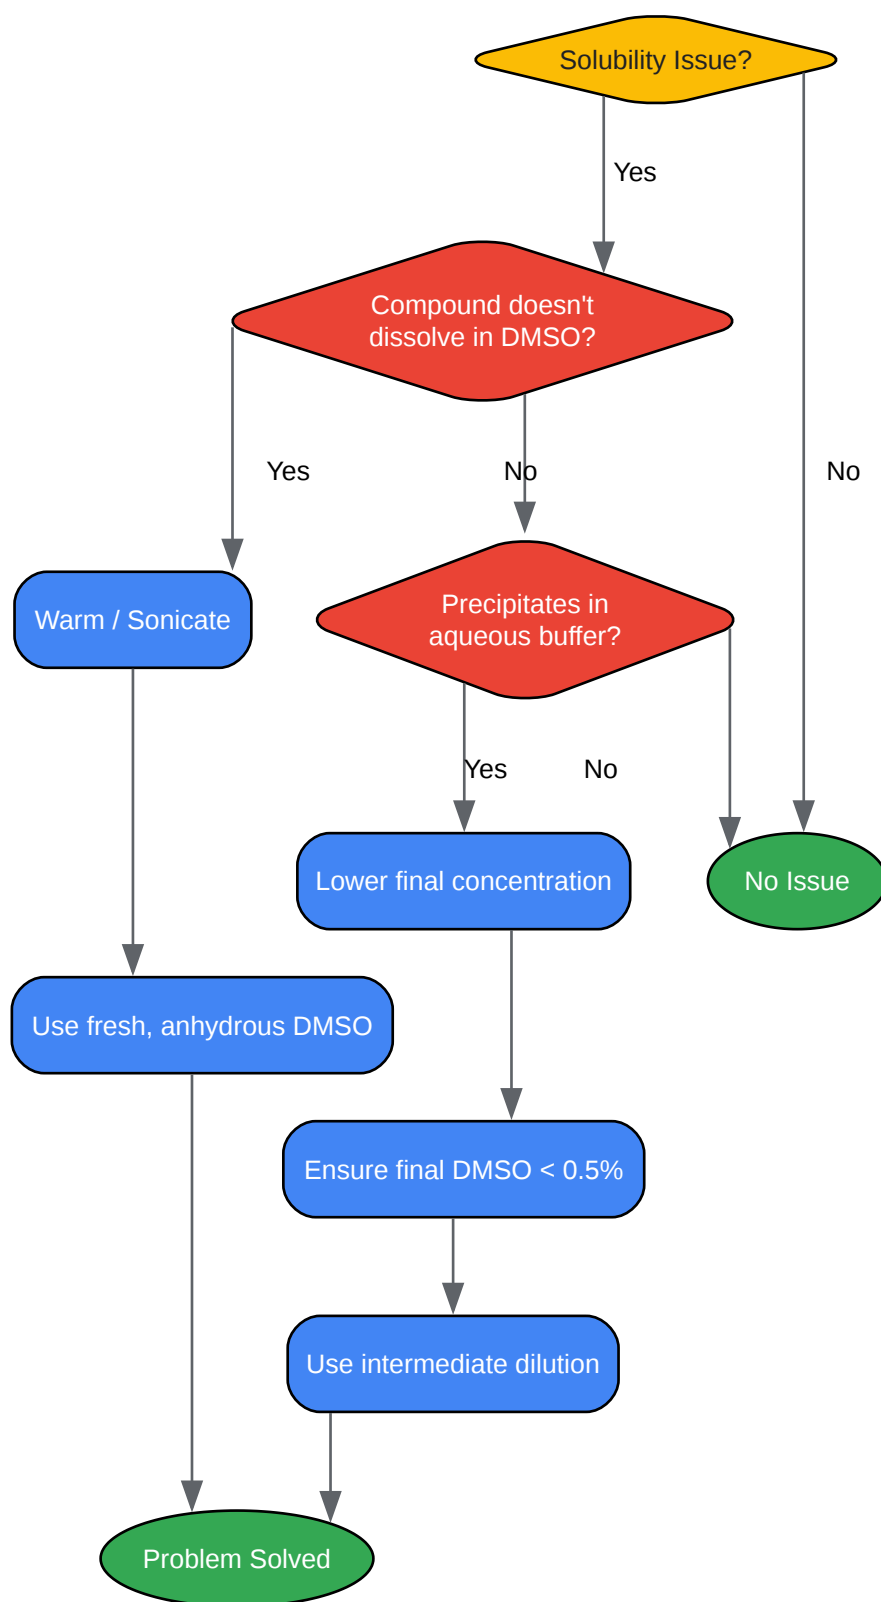 Solubility Issue?
Yes
Compound doesn't
dissolve in DMSO?
Yes
No
No
Precipitates in
aqueous buffer?
Warm / Sonicate
Yes
No
Lower final concentration
No Issue
Use fresh, anhydrous DMSO
Ensure final DMSO < 0.5%
Use intermediate dilution
Problem Solved